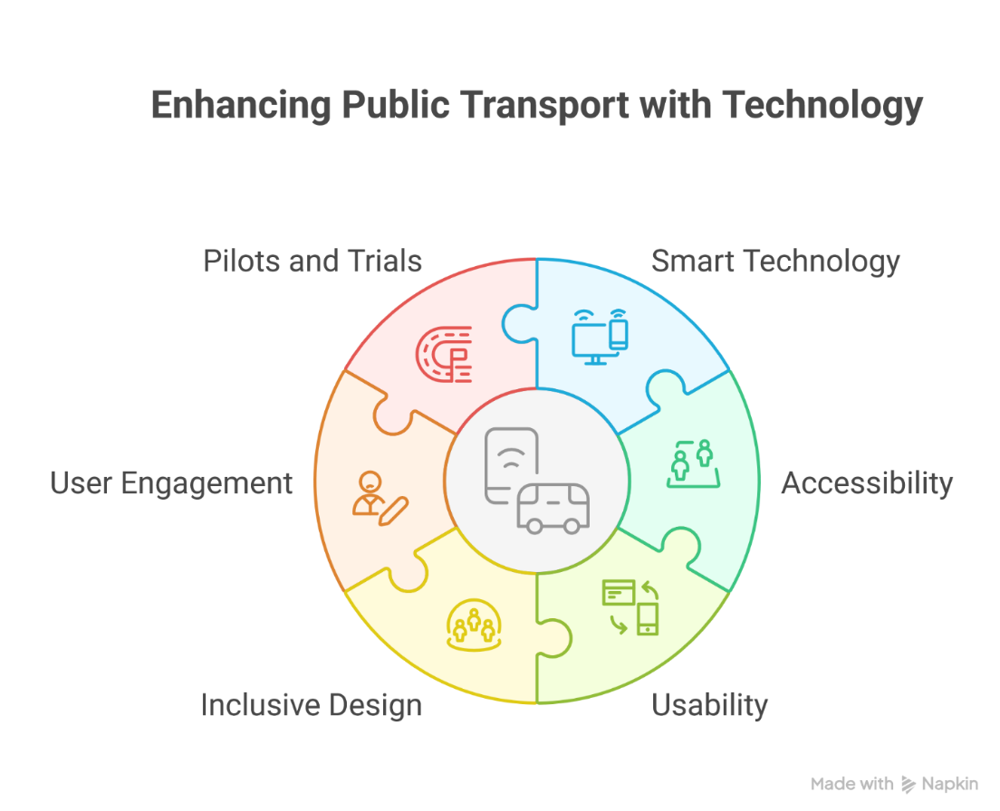 Enhancing Public Transport with Technology
Pilots and Trials
Smart Technology
User Engagement
Accessibility
Inclusive Design
Usability
Made with Napkin